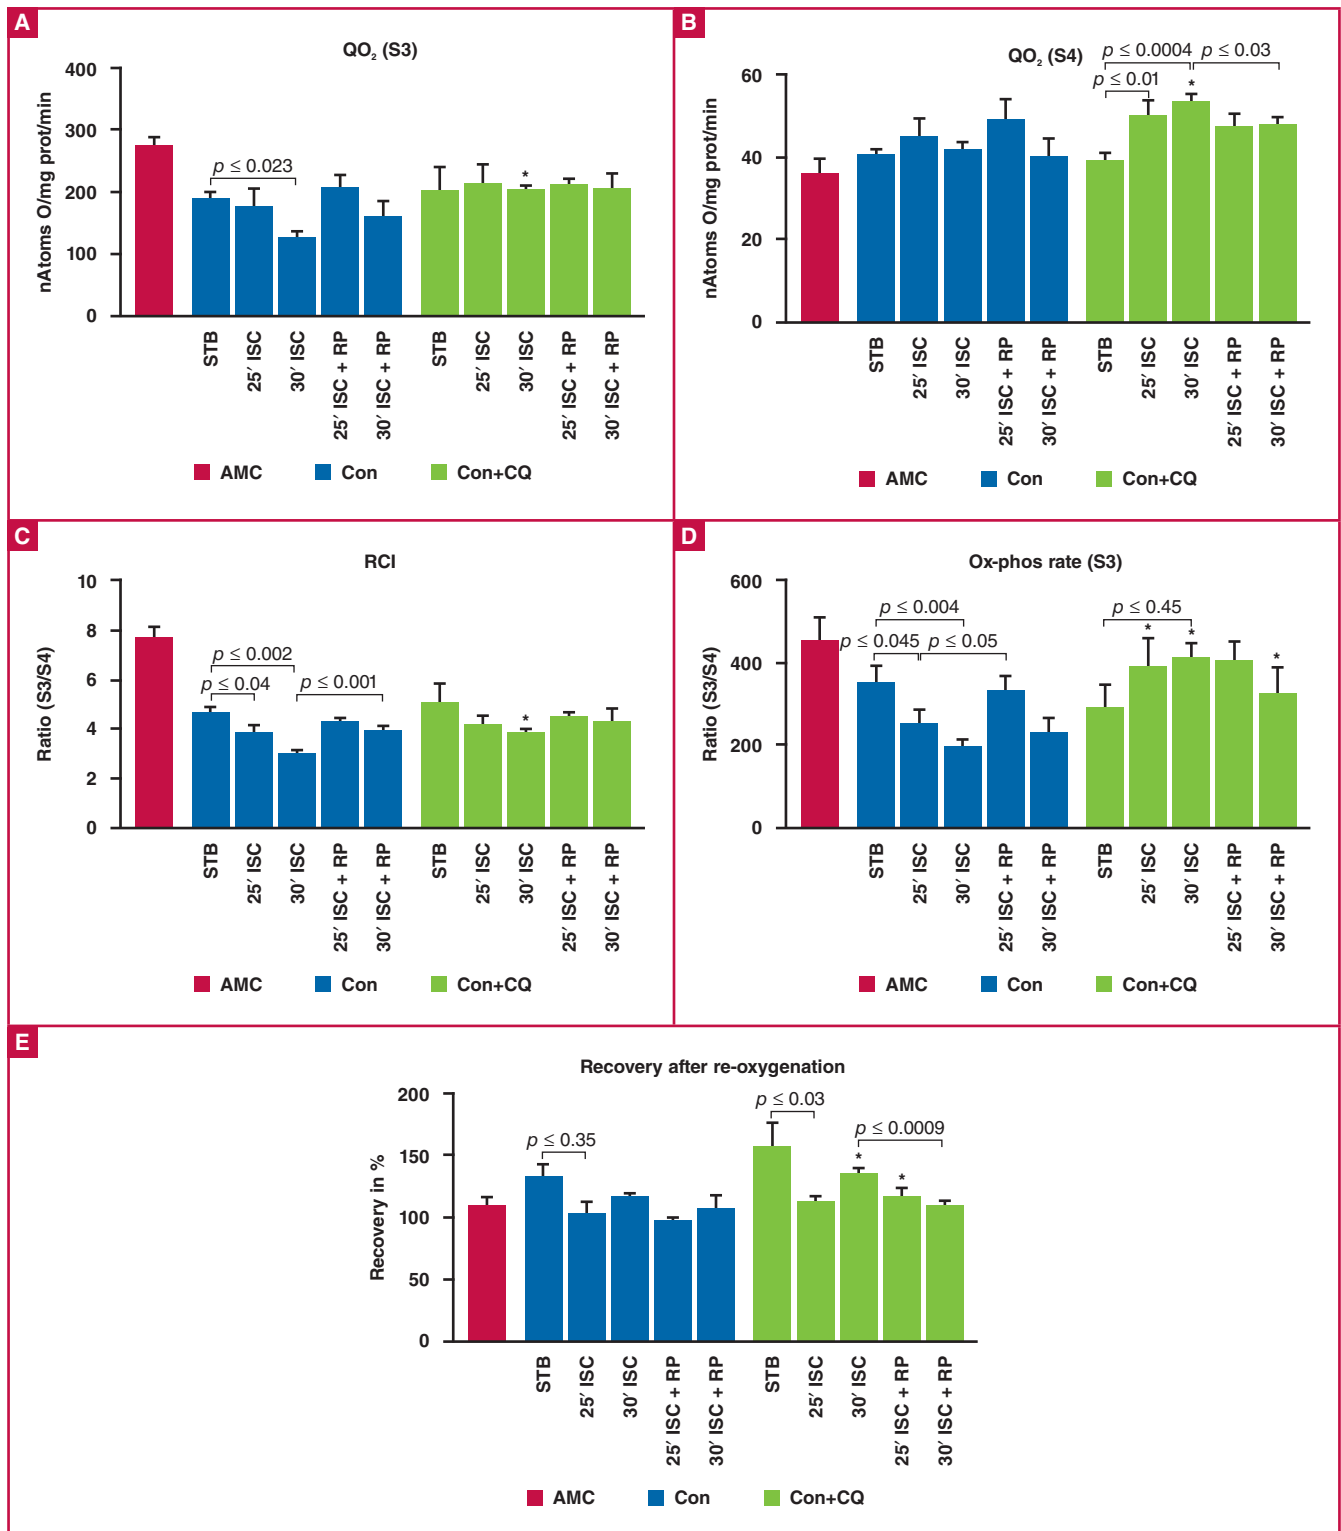 A
QO₂ (S3)
nAtoms O/mg prot/min
400
300
200
100
0
p ≤ 0.023
*
STB
25′ ISC
30′ ISC
25′ ISC + RP
30′ ISC + RP
STB
25′ ISC
30′ ISC
25′ ISC + RP
30′ ISC + RP
AMC Con Con+CQ
B
QO₂ (S4)
nAtoms O/mg prot/min
60
40
20
0
p ≤ 0.0004 p ≤ 0.03
p ≤ 0.01
*
STB
25′ ISC
30′ ISC
25′ ISC + RP
30′ ISC + RP
STB
25′ ISC
30′ ISC
25′ ISC + RP
30′ ISC + RP
AMC Con Con+CQ
C
RCI
Ratio (S3/S4)
10
8
6
4
2
0
p ≤ 0.002
p ≤ 0.04 p ≤ 0.001
*
STB
25′ ISC
30′ ISC
25′ ISC + RP
30′ ISC + RP
STB
25′ ISC
30′ ISC
25′ ISC + RP
30′ ISC + RP
AMC Con Con+CQ
D
Ox-phos rate (S3)
Ratio (S3/S4)
600
400
200
0
p ≤ 0.004 p ≤ 0.45
p ≤ 0.045 p ≤ 0.05
* * *
STB
25′ ISC
30′ ISC
25′ ISC + RP
30′ ISC + RP
STB
25′ ISC
30′ ISC
25′ ISC + RP
30′ ISC + RP
AMC Con Con+CQ
E
Recovery after re-oxygenation
Recovery in %
200
150
100
50
0
p ≤ 0.03
p ≤ 0.35 p ≤ 0.0009
* *
STB
25′ ISC
30′ ISC
25′ ISC + RP
30′ ISC + RP
STB
25′ ISC
30′ ISC
25′ ISC + RP
30′ ISC + RP
AMC Con Con+CQ